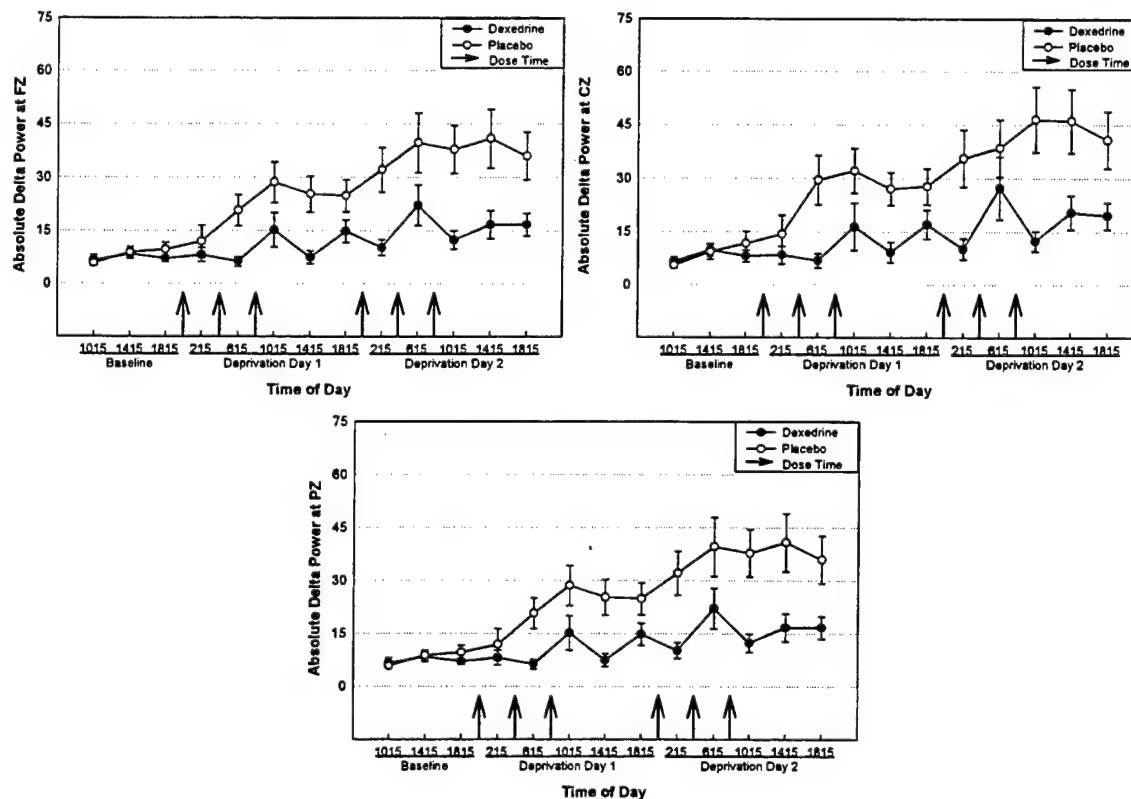 75
60
45
30
15
0
Absolute Delta Power at FZ
Dexedrine
Placebo
Dose Time
1015 1415 1815 215 615 1015 1415 1815 215 615 1015 1415 1815
Baseline Deprivation Day 1 Deprivation Day 2
Time of Day
75
60
45
30
15
0
Absolute Delta Power at CZ
Dexedrine
Placebo
Dose Time
1015 1415 1815 215 615 1015 1415 1815 215 615 1015 1415 1815
Baseline Deprivation Day 1 Deprivation Day 2
Time of Day
75
60
45
30
15
0
Absolute Delta Power at PZ
Dexedrine
Placebo
Dose Time
1015 1415 1815 215 615 1015 1415 1815 215 615 1015 1415 1815
Baseline Deprivation Day 1 Deprivation Day 2
Time of Day